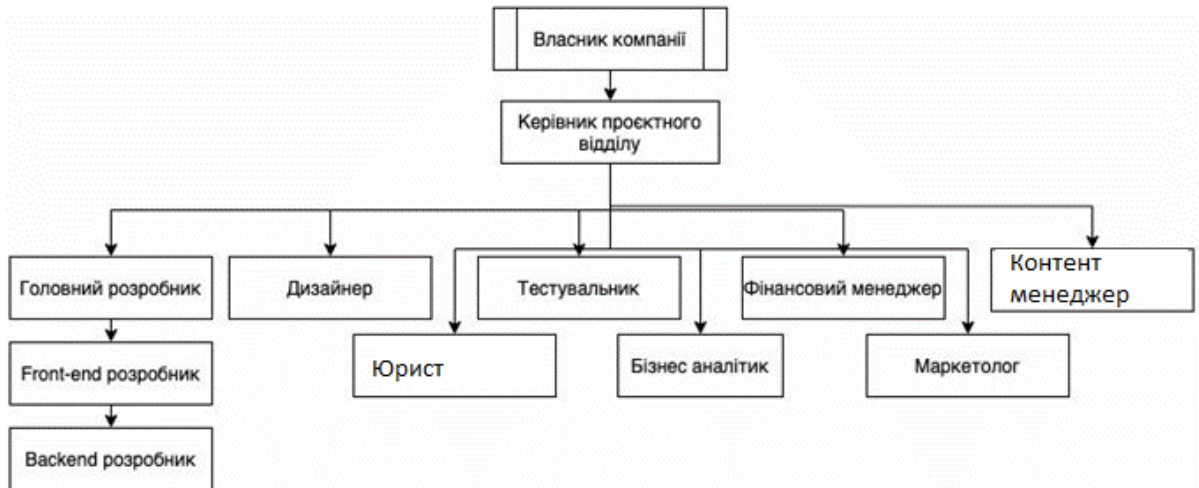 Власник компанії
Керівник проєктного
відділу
Головний розробник
Дизайнер
Тестувальник
Фінансовий менеджер
Контент
менеджер
Front-end розробник
Юрист
Бізнес аналітик
Маркетолог
Backend розробник